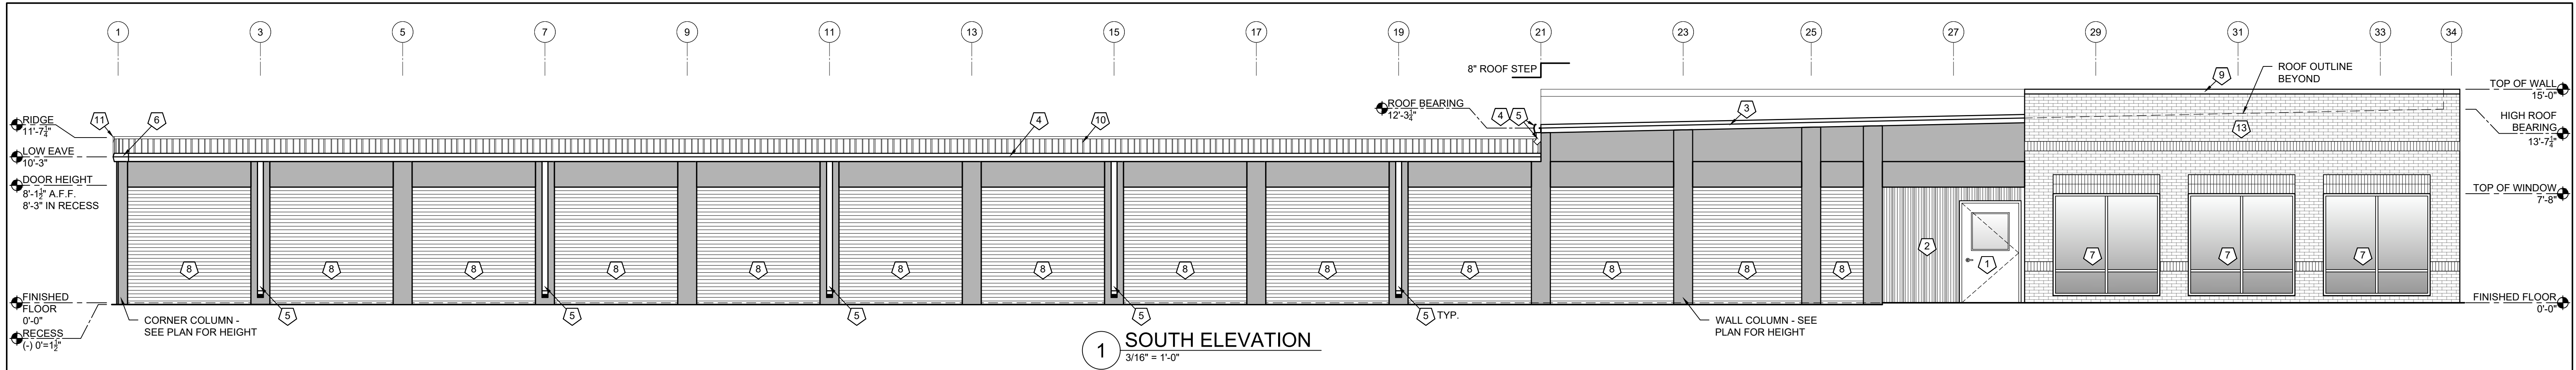 1 3 5 7 9 11 13 15 17 19 21 23 25 27 29 31 33 34
8" ROOF STEP
ROOF OUTLINE
BEYOND
9
TOP OF WALL
15'-0"
ROOF BEARING
12'-3¾"
4 5
3
HIGH ROOF
BEARING
13'-7¼"
13
RIDGE
11'-7¾"
11
6
4
10
LOW EAVE
10'-3"
DOOR HEIGHT
8'-1½" A.F.F.
8'-3" IN RECESS
TOP OF WINDOW
7'-8"
2
1
7 7 7
8 8 8 8 8 8 8 8 8 8 8 8 8
FINISHED
FLOOR
0'-0"
RECESS
(-) 0'=1½"
FINISHED FLOOR
0'-0"
CORNER COLUMN -
SEE PLAN FOR HEIGHT
5 5 5 5 5 TYP.
WALL COLUMN - SEE
PLAN FOR HEIGHT
1 SOUTH ELEVATION
3/16" = 1'-0"